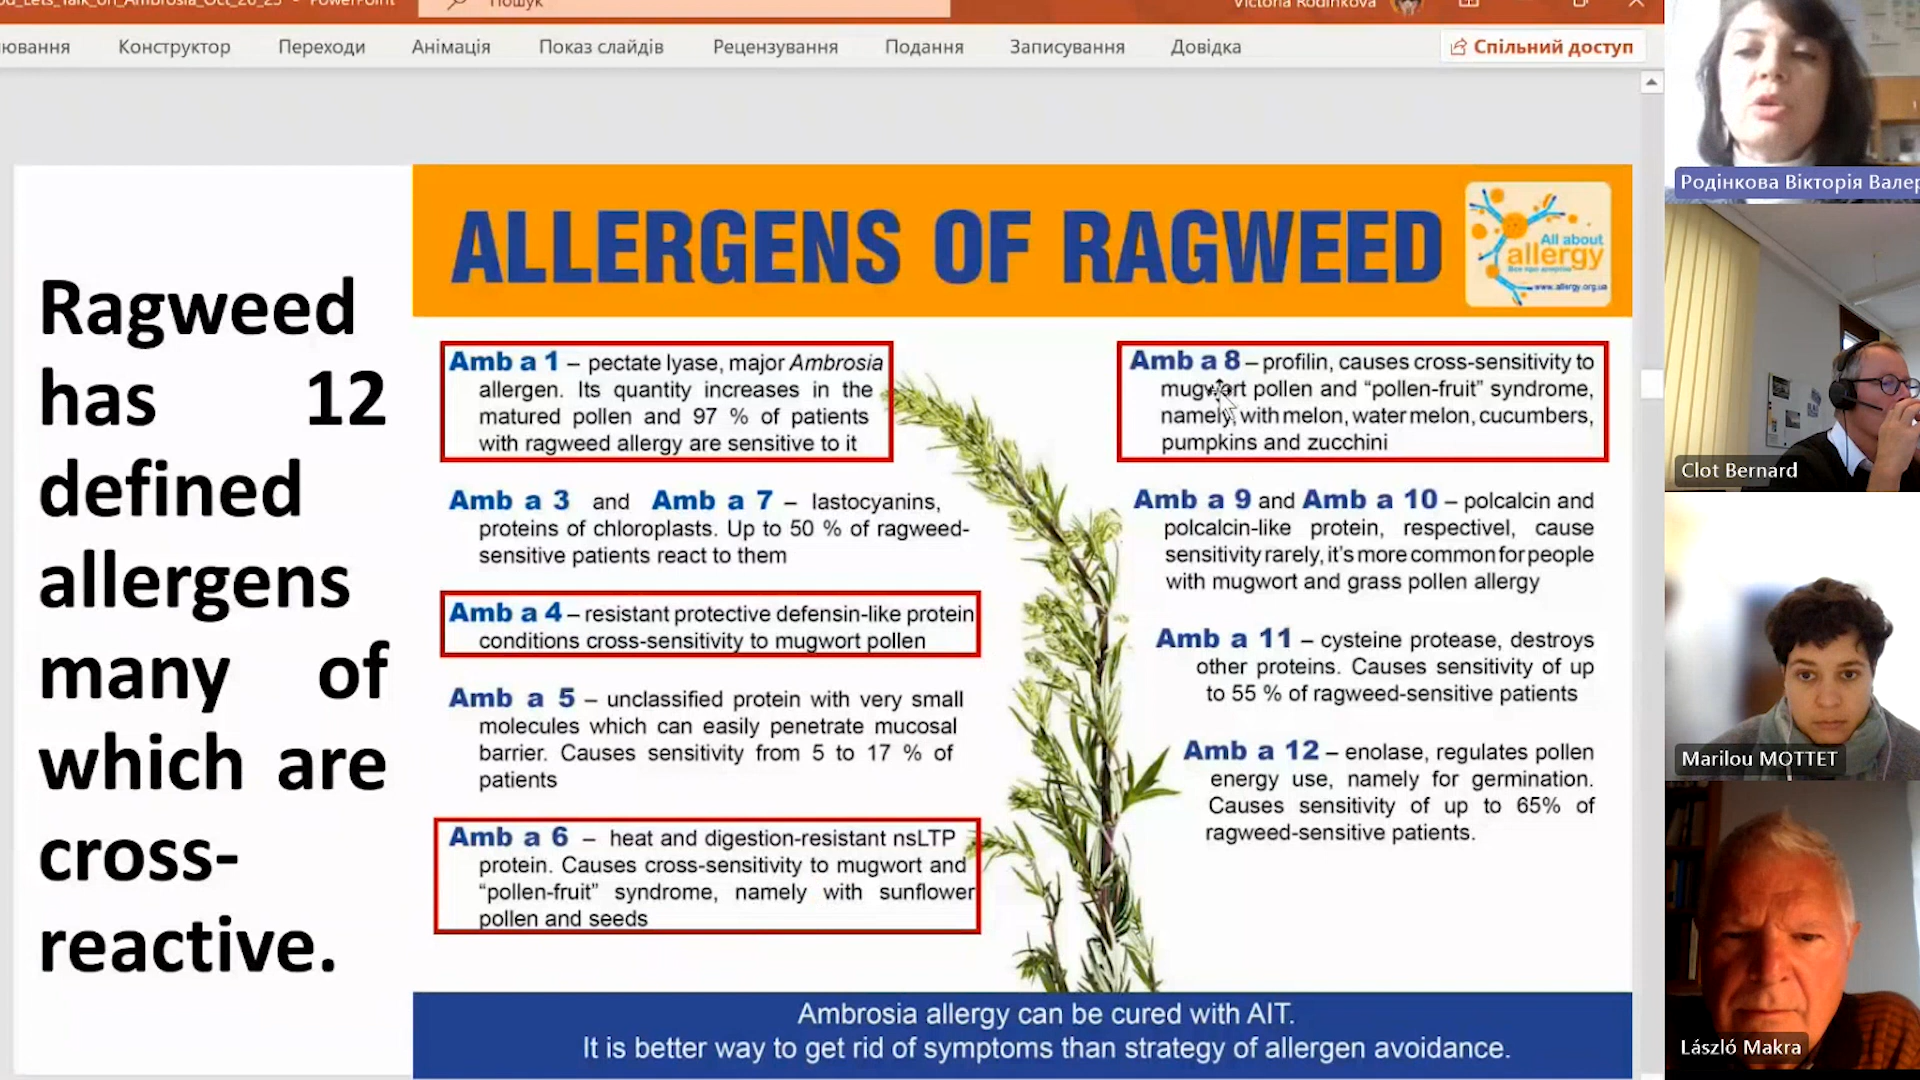 Victoria Rodinkova
Пошук
Конструктор
Переходи
Анімація
Показ слайдів
Рецензування
Подання
Записування
Довідка
Спільний доступ
Ragweed
has 12
defined
allergens
many of
which are
cross-
reactive.
ALLERGENS OF RAGWEED
All about
allergy
www.allergy.org.ua
Amb a 1 – pectate lyase, major Ambrosia
allergen. Its quantity increases in the
matured pollen and 97 % of patients
with ragweed allergy are sensitive to it
Amb a 3 and Amb a 7 – lastocyanins,
proteins of chloroplasts. Up to 50 % of ragweed-
sensitive patients react to them
Amb a 4 – resistant protective defensin-like protein
conditions cross-sensitivity to mugwort pollen
Amb a 5 – unclassified protein with very small
molecules which can easily penetrate mucosal
barrier. Causes sensitivity from 5 to 17 % of
patients
Amb a 6 – heat and digestion-resistant nsLTP
protein. Causes cross-sensitivity to mugwort and
“pollen-fruit” syndrome, namely with sunflower
pollen and seeds
Amb a 8 – profilin, causes cross-sensitivity to
mugwort pollen and “pollen-fruit” syndrome,
namely, with melon, water melon, cucumbers,
pumpkins and zucchini
Amb a 9 and Amb a 10 – polcalcin and
polcalcin-like protein, respectivel, cause
sensitivity rarely, it's more common for people
with mugwort and grass pollen allergy
Amb a 11 – cysteine protease, destroys
other proteins. Causes sensitivity of up
to 55 % of ragweed-sensitive patients
Amb a 12 – enolase, regulates pollen
energy use, namely for germination.
Causes sensitivity of up to 65% of
ragweed-sensitive patients.
Ambrosia allergy can be cured with AIT.
It is better way to get rid of symptoms than strategy of allergen avoidance.
Родінкова Вікторія Валер
Clot Bernard
Marilou MOTTET
László Makra